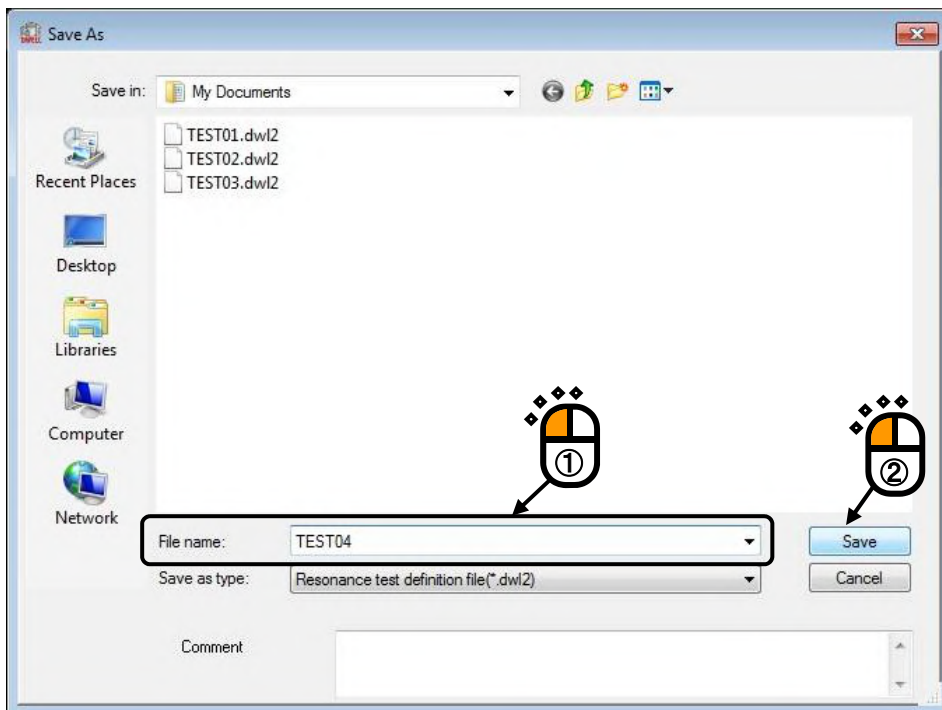 Save As
Save in: My Documents
TEST01.dwl2
TEST02.dwl2
TEST03.dwl2
Recent Places
Desktop
Libraries
Computer
Network
①
②
File name: TEST04 Save
Save as type: Resonance test definition file(*.dwl2) Cancel
Comment